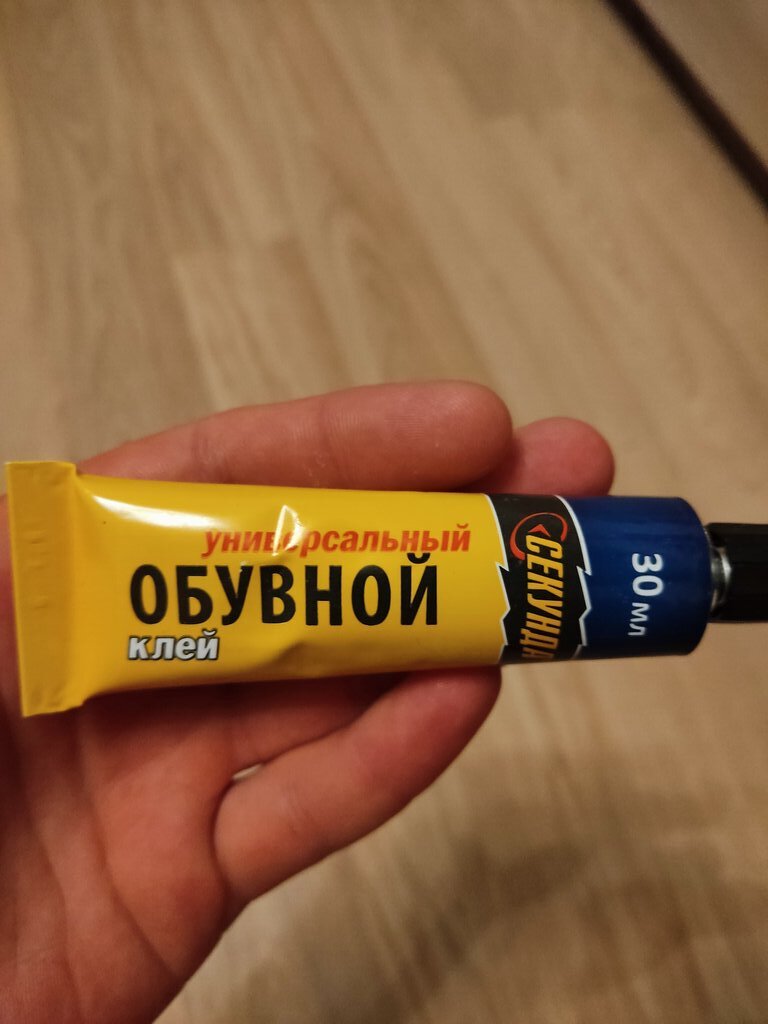 универсальный
ОБУВНОЙ
клей
СЕКУНДА
30 мл